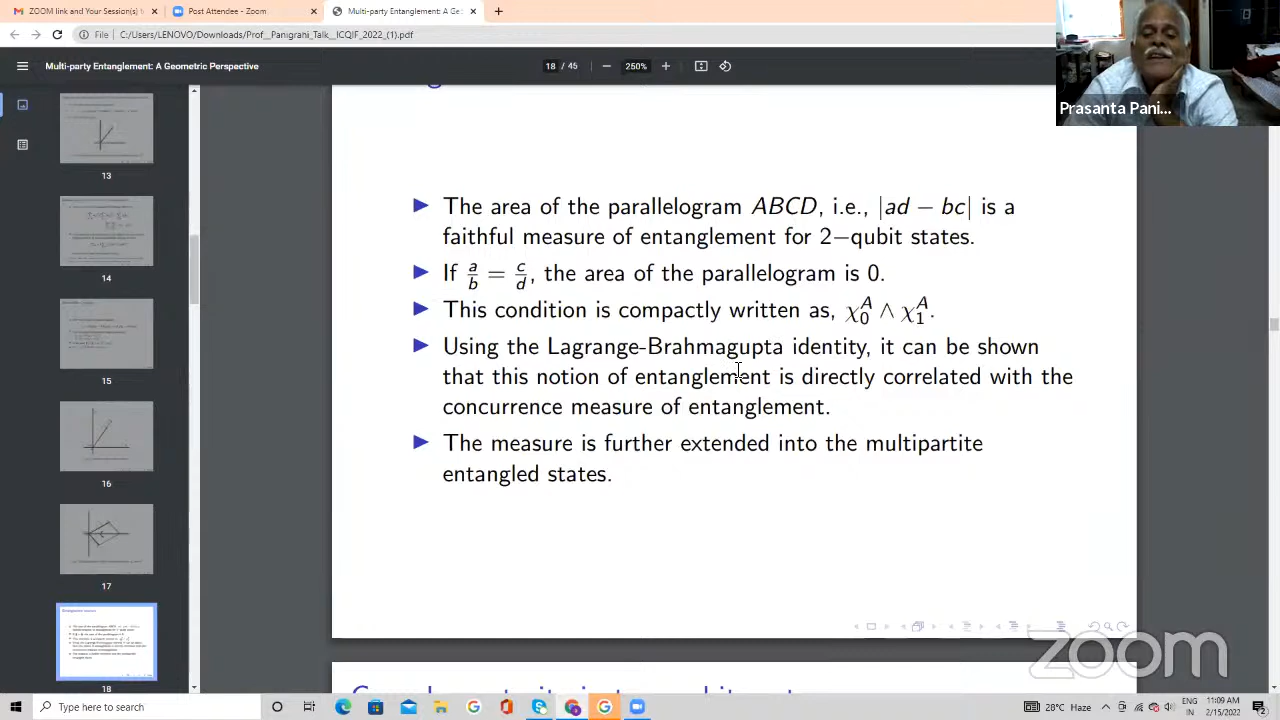 ZOOM link and Your Session(s) M
Post Attendee - Zoom
Multi-party Entanglement: A Ge
File
C:/Users/LENOVO/Downloads/Prof__Panigrahi_Talk__ICQIT_2022_(1).pdf
Multi-party Entanglement: A Geometric Perspective
18 / 45
250%
Prasanta Pani...
13
14
15
16
17
18
▶ The area of the parallelogram ABCD, i.e., |ad − bc| is a
faithful measure of entanglement for 2−qubit states.
▶ If a/b = c/d, the area of the parallelogram is 0.
▶ This condition is compactly written as, χ₀ᴬ ∧ χ₁ᴬ.
▶ Using the Lagrange-Brahmagupta identity, it can be shown
that this notion of entanglement is directly correlated with the
concurrence measure of entanglement.
▶ The measure is further extended into the multipartite
entangled states.
zoom
Type here to search
28°C Haze
ENG
IN
11:09 AM
2/15/2022
2